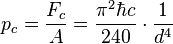 p_c = \frac{F_c}{A} = \frac{\pi^2 \hbar c}{240} \cdot \frac{1}{d^4}